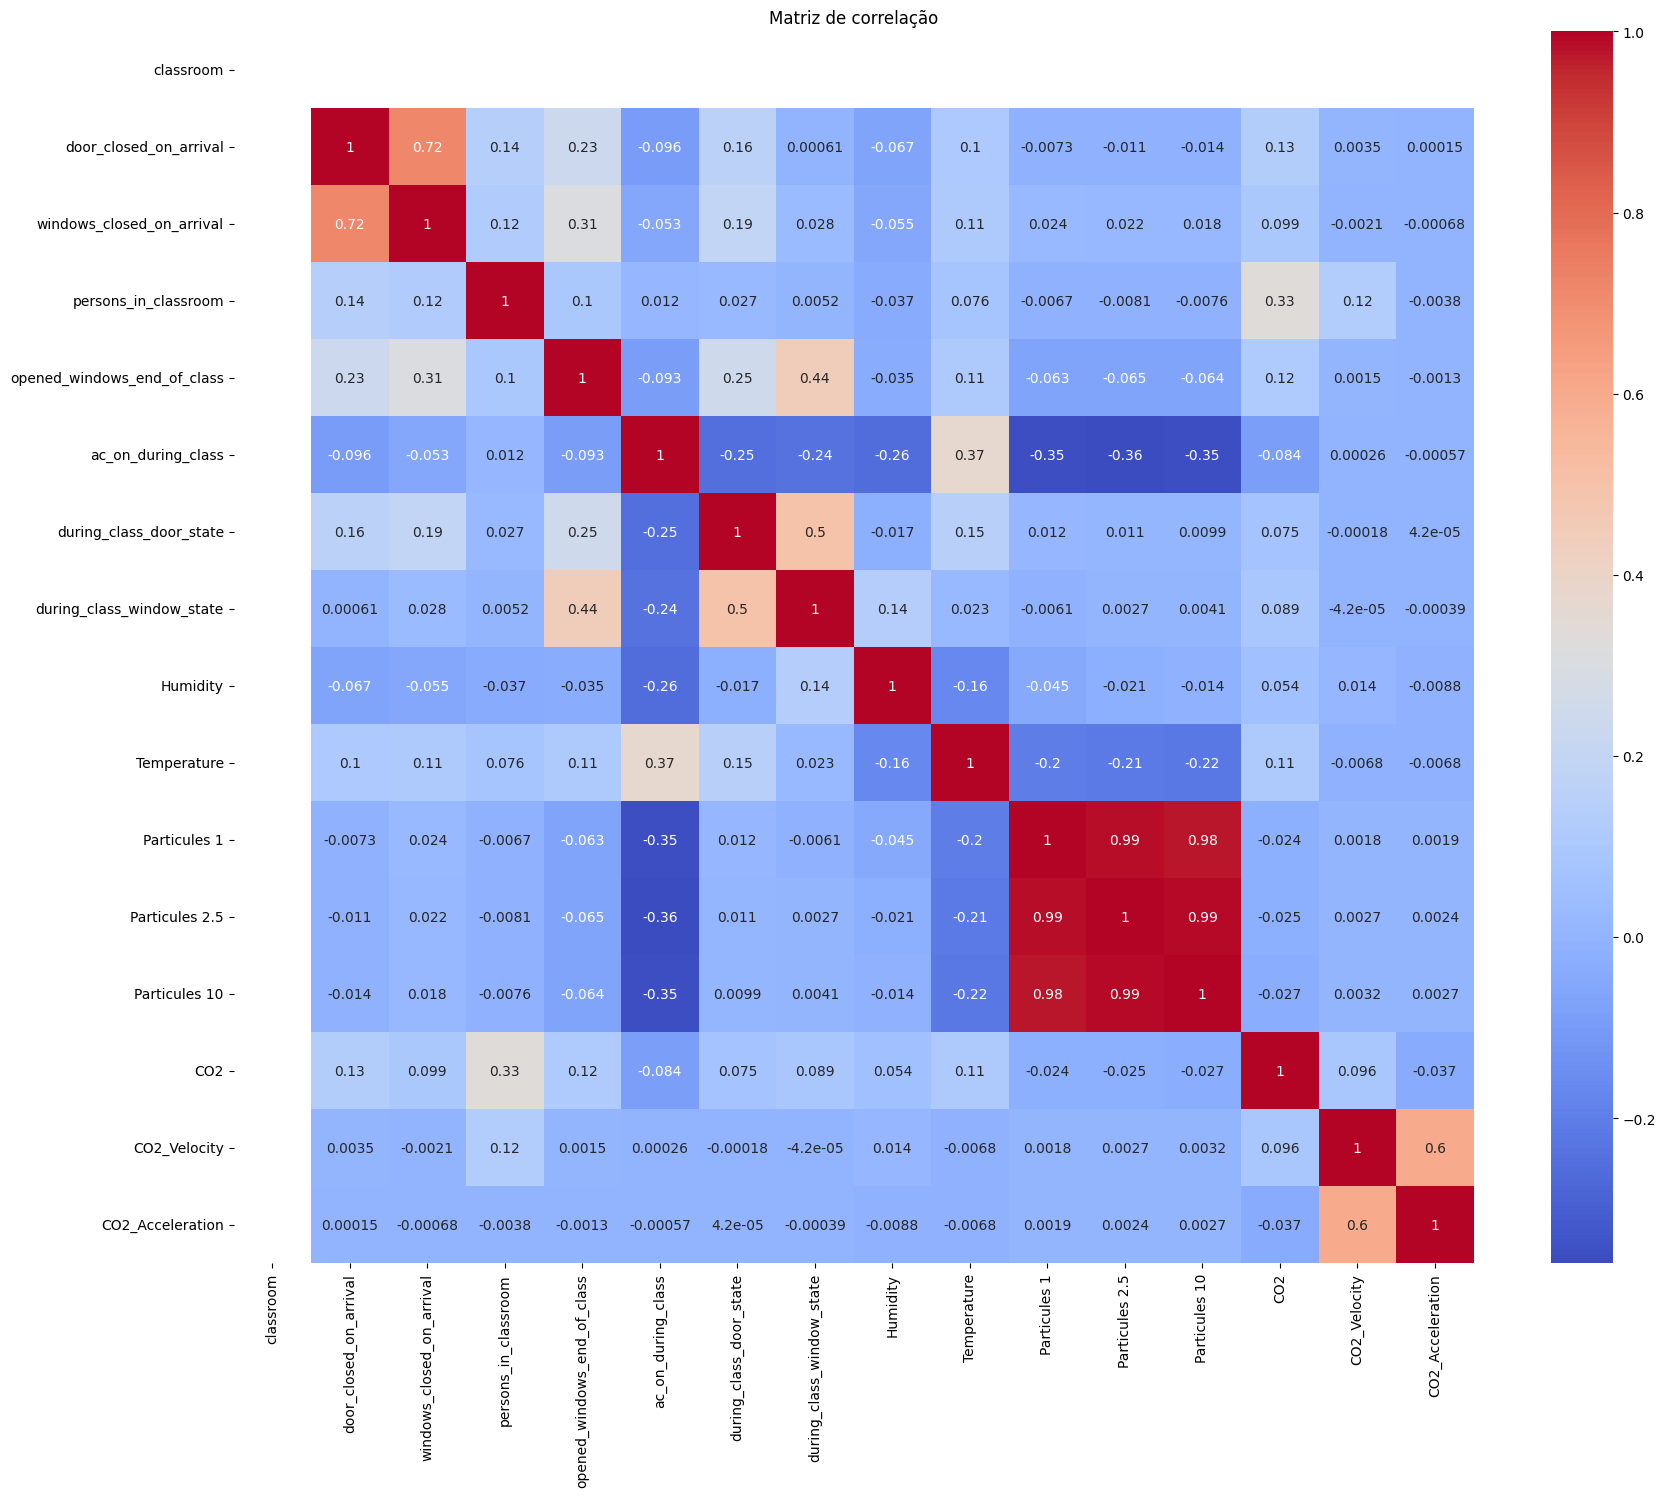 Matriz de correlação
classroom
door_closed_on_arrival 1 0.72 0.14 0.23 -0.096 0.16 0.00061 -0.067 0.1 -0.0073 -0.011 -0.014 0.13 0.0035 0.00015
windows_closed_on_arrival 0.72 1 0.12 0.31 -0.053 0.19 0.028 -0.055 0.11 0.024 0.022 0.018 0.099 -0.0021 -0.00068
persons_in_classroom 0.14 0.12 1 0.1 0.012 0.027 0.0052 -0.037 0.076 -0.0067 -0.0081 -0.0076 0.33 0.12 -0.0038
opened_windows_end_of_class 0.23 0.31 0.1 1 -0.093 0.25 0.44 -0.035 0.11 -0.063 -0.065 -0.064 0.12 0.0015 -0.0013
ac_on_during_class -0.096 -0.053 0.012 -0.093 1 -0.25 -0.24 -0.26 0.37 -0.35 -0.36 -0.35 -0.084 0.00026 -0.00057
during_class_door_state 0.16 0.19 0.027 0.25 -0.25 1 0.5 -0.017 0.15 0.012 0.011 0.0099 0.075 -0.00018 4.2e-05
during_class_window_state 0.00061 0.028 0.0052 0.44 -0.24 0.5 1 0.14 0.023 -0.0061 0.0027 0.0041 0.089 -4.2e-05 -0.00039
Humidity -0.067 -0.055 -0.037 -0.035 -0.26 -0.017 0.14 1 -0.16 -0.045 -0.021 -0.014 0.054 0.014 -0.0088
Temperature 0.1 0.11 0.076 0.11 0.37 0.15 0.023 -0.16 1 -0.2 -0.21 -0.22 0.11 -0.0068 -0.0068
Particules 1 -0.0073 0.024 -0.0067 -0.063 -0.35 0.012 -0.0061 -0.045 -0.2 1 0.99 0.98 -0.024 0.0018 0.0019
Particules 2.5 -0.011 0.022 -0.0081 -0.065 -0.36 0.011 0.0027 -0.021 -0.21 0.99 1 0.99 -0.025 0.0027 0.0024
Particules 10 -0.014 0.018 -0.0076 -0.064 -0.35 0.0099 0.0041 -0.014 -0.22 0.98 0.99 1 -0.027 0.0032 0.0027
CO2 0.13 0.099 0.33 0.12 -0.084 0.075 0.089 0.054 0.11 -0.024 -0.025 -0.027 1 0.096 -0.037
CO2_Velocity 0.0035 -0.0021 0.12 0.0015 0.00026 -0.00018 -4.2e-05 0.014 -0.0068 0.0018 0.0027 0.0032 0.096 1 0.6
CO2_Acceleration 0.00015 -0.00068 -0.0038 -0.0013 -0.00057 4.2e-05 -0.00039 -0.0088 -0.0068 0.0019 0.0024 0.0027 -0.037 0.6 1
classroom
door_closed_on_arrival
windows_closed_on_arrival
persons_in_classroom
opened_windows_end_of_class
ac_on_during_class
during_class_door_state
during_class_window_state
Humidity
Temperature
Particules 1
Particules 2.5
Particules 10
CO2
CO2_Velocity
CO2_Acceleration
1.0
0.8
0.6
0.4
0.2
0.0
−0.2